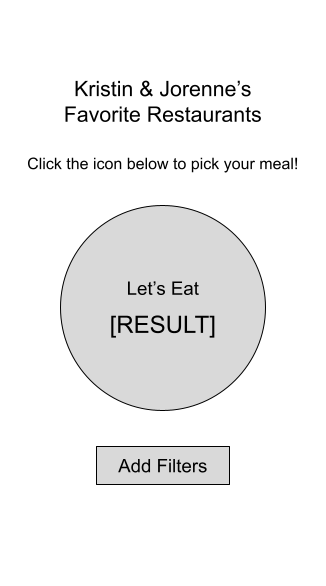 Kristin & Jorenne’s
Favorite Restaurants
Click the icon below to pick your meal!
Let’s Eat
[RESULT]
Add Filters